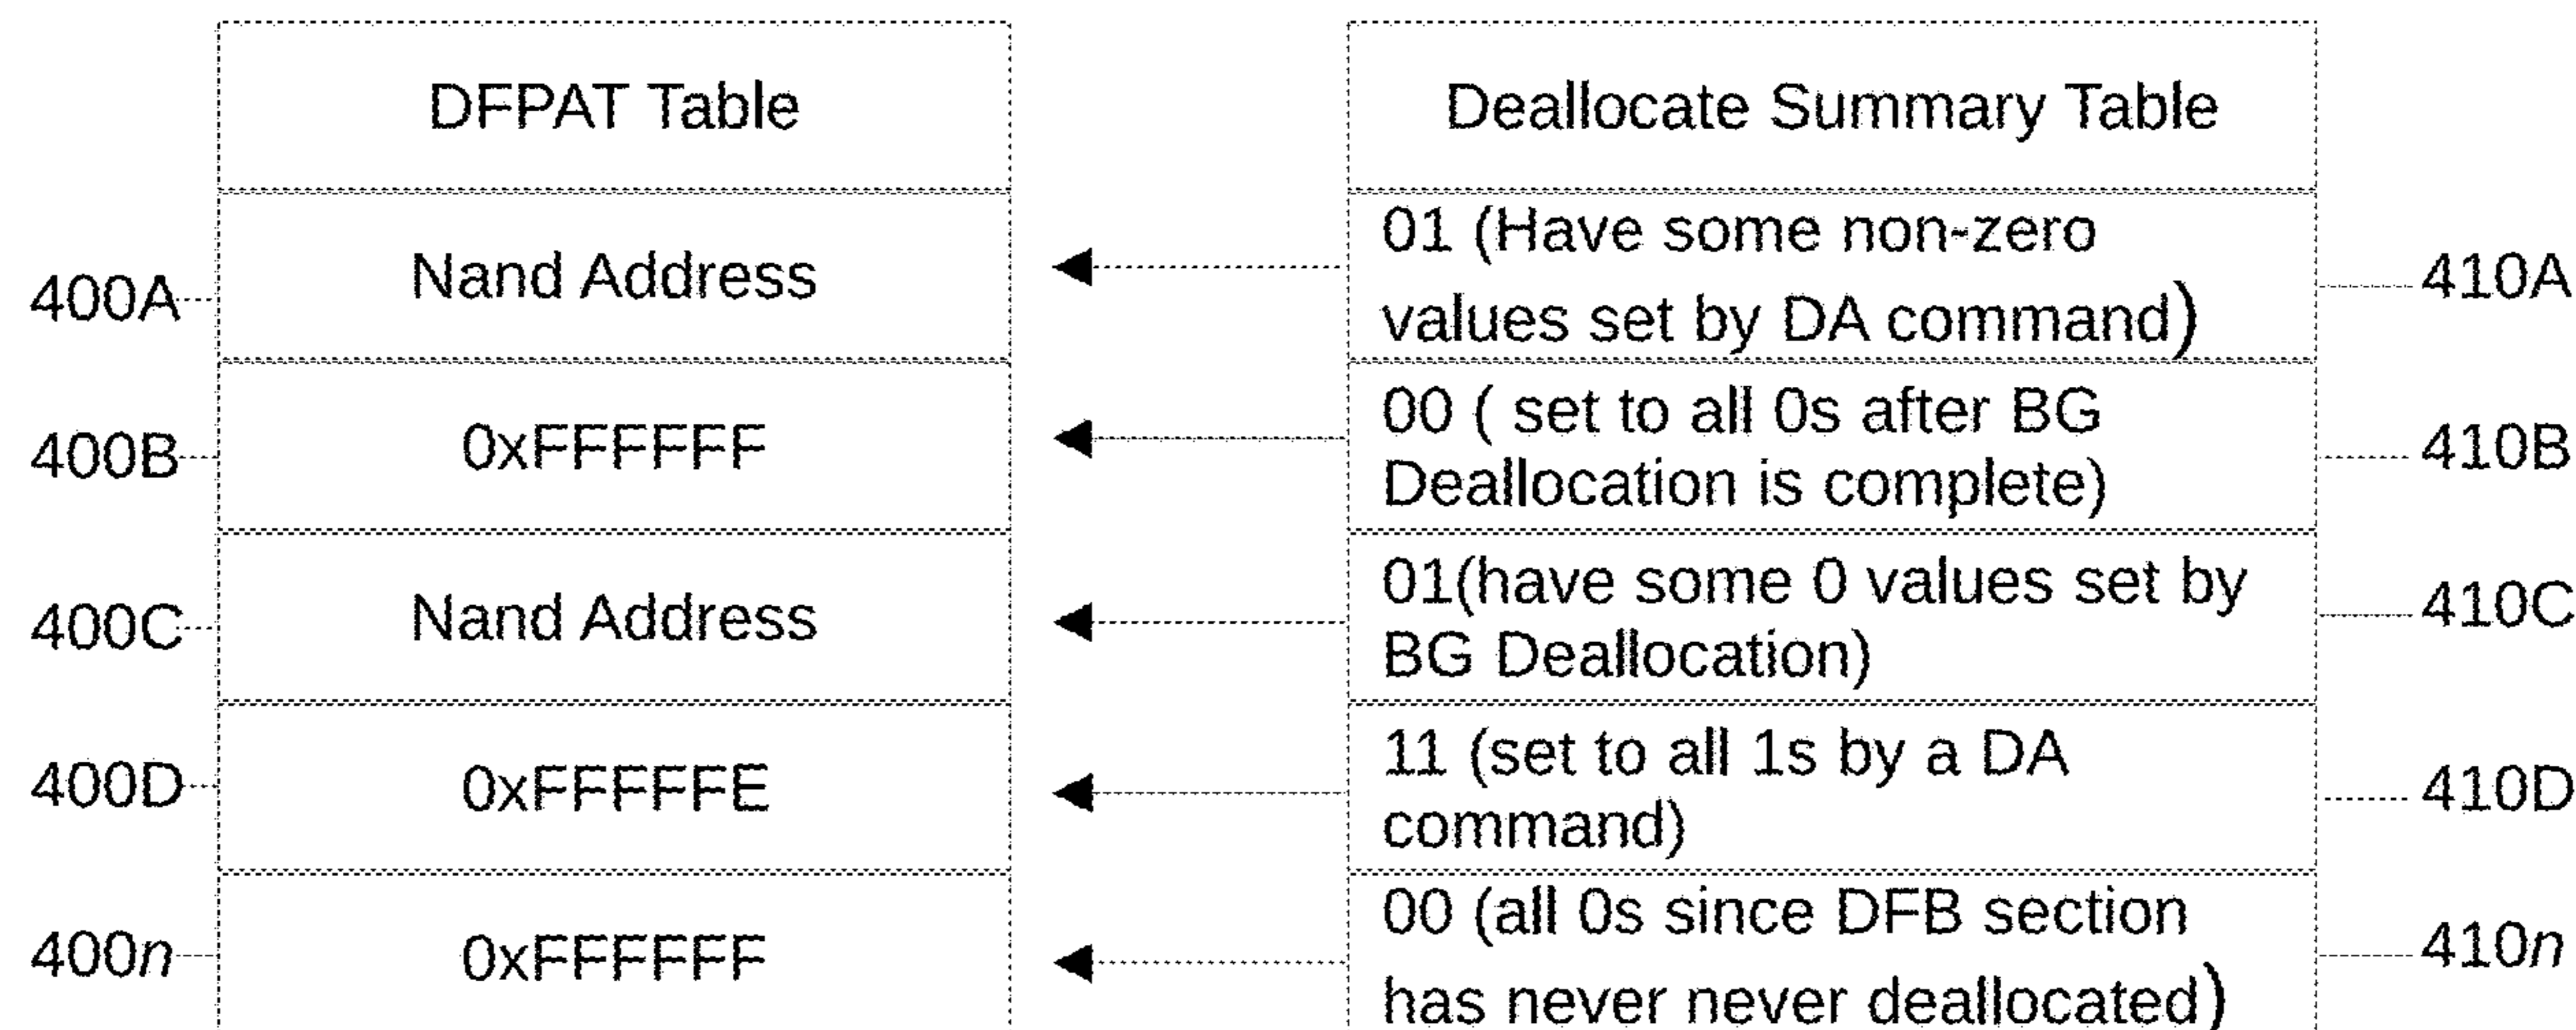 DFPAT Table
Deallocate Summary Table
400A
Nand Address
01 (Have some non-zero
values set by DA command)
410A
400B
0xFFFFFF
00 ( set to all 0s after BG
Deallocation is complete)
410B
400C
Nand Address
01(have some 0 values set by
BG Deallocation)
410C
400D
0xFFFFFE
11 (set to all 1s by a DA
command)
410D
400n
0xFFFFFF
00 (all 0s since DFB section
has never never deallocated)
410n